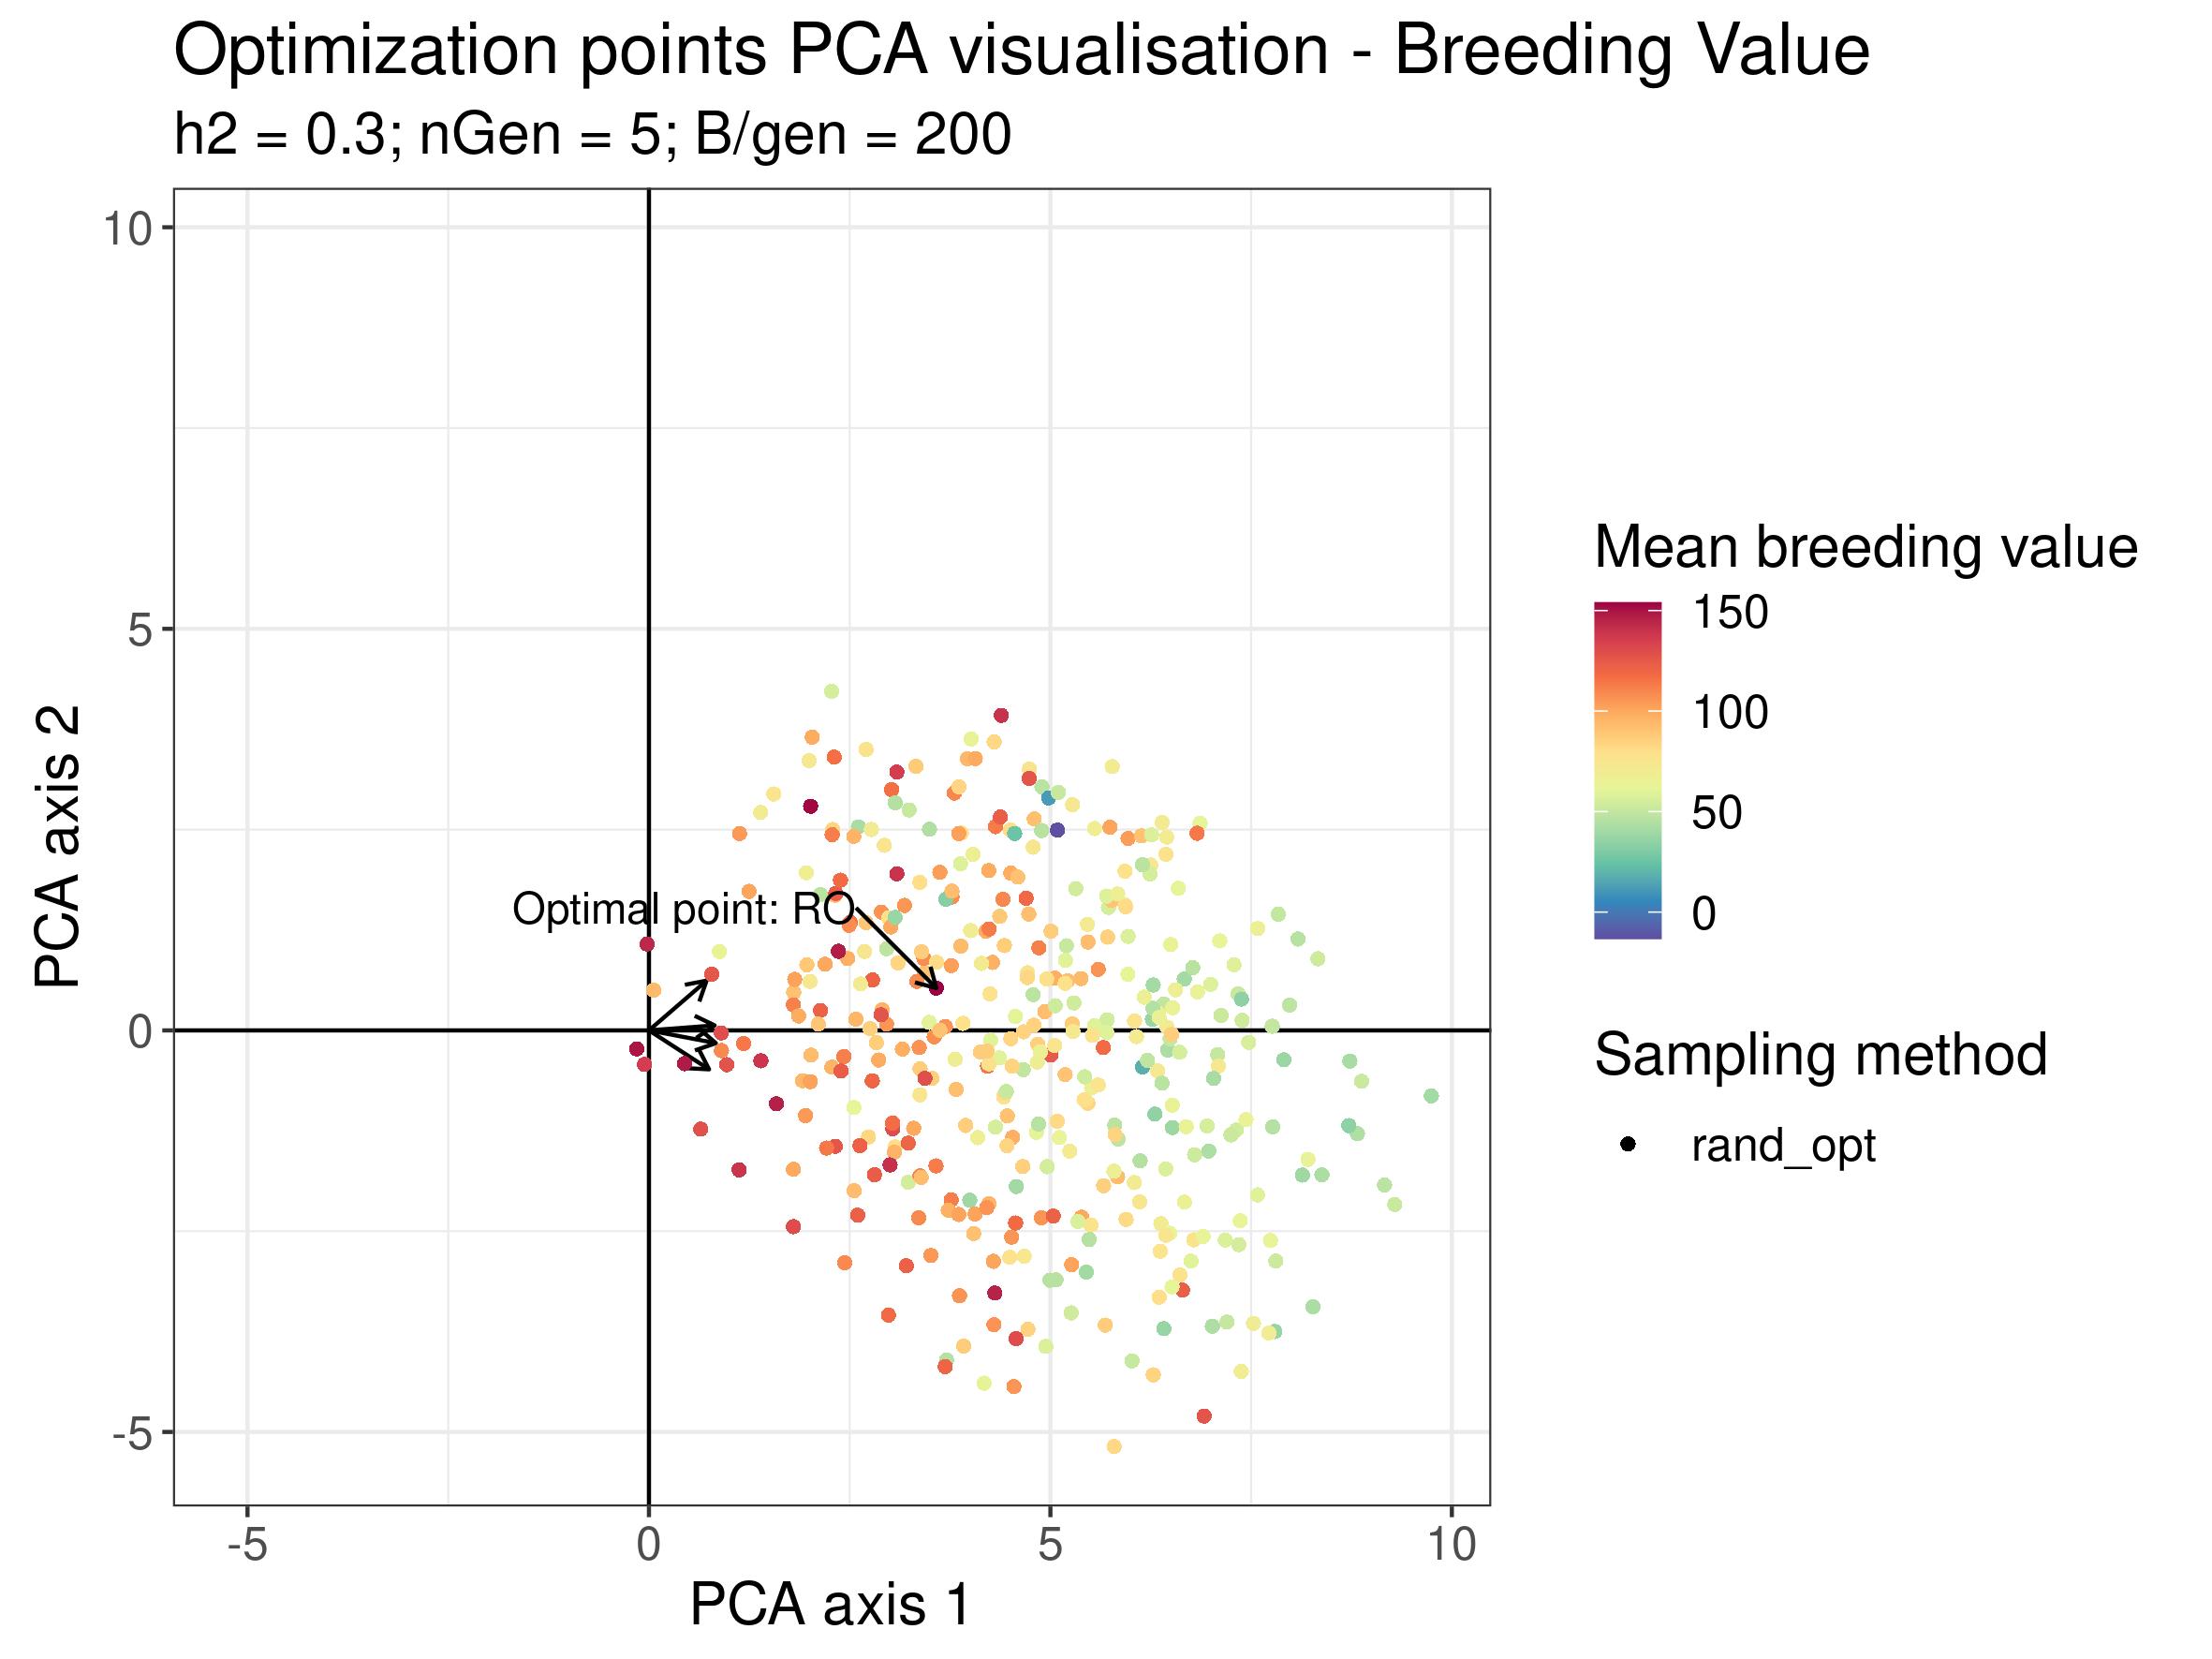 Optimization points PCA visualisation - Breeding Value
h2 = 0.3; nGen = 5; B/gen = 200
10
5
0
-5
PCA axis 2
Optimal point: RO
-5
0
5
10
PCA axis 1
Mean breeding value
150
100
50
0
Sampling method
rand_opt